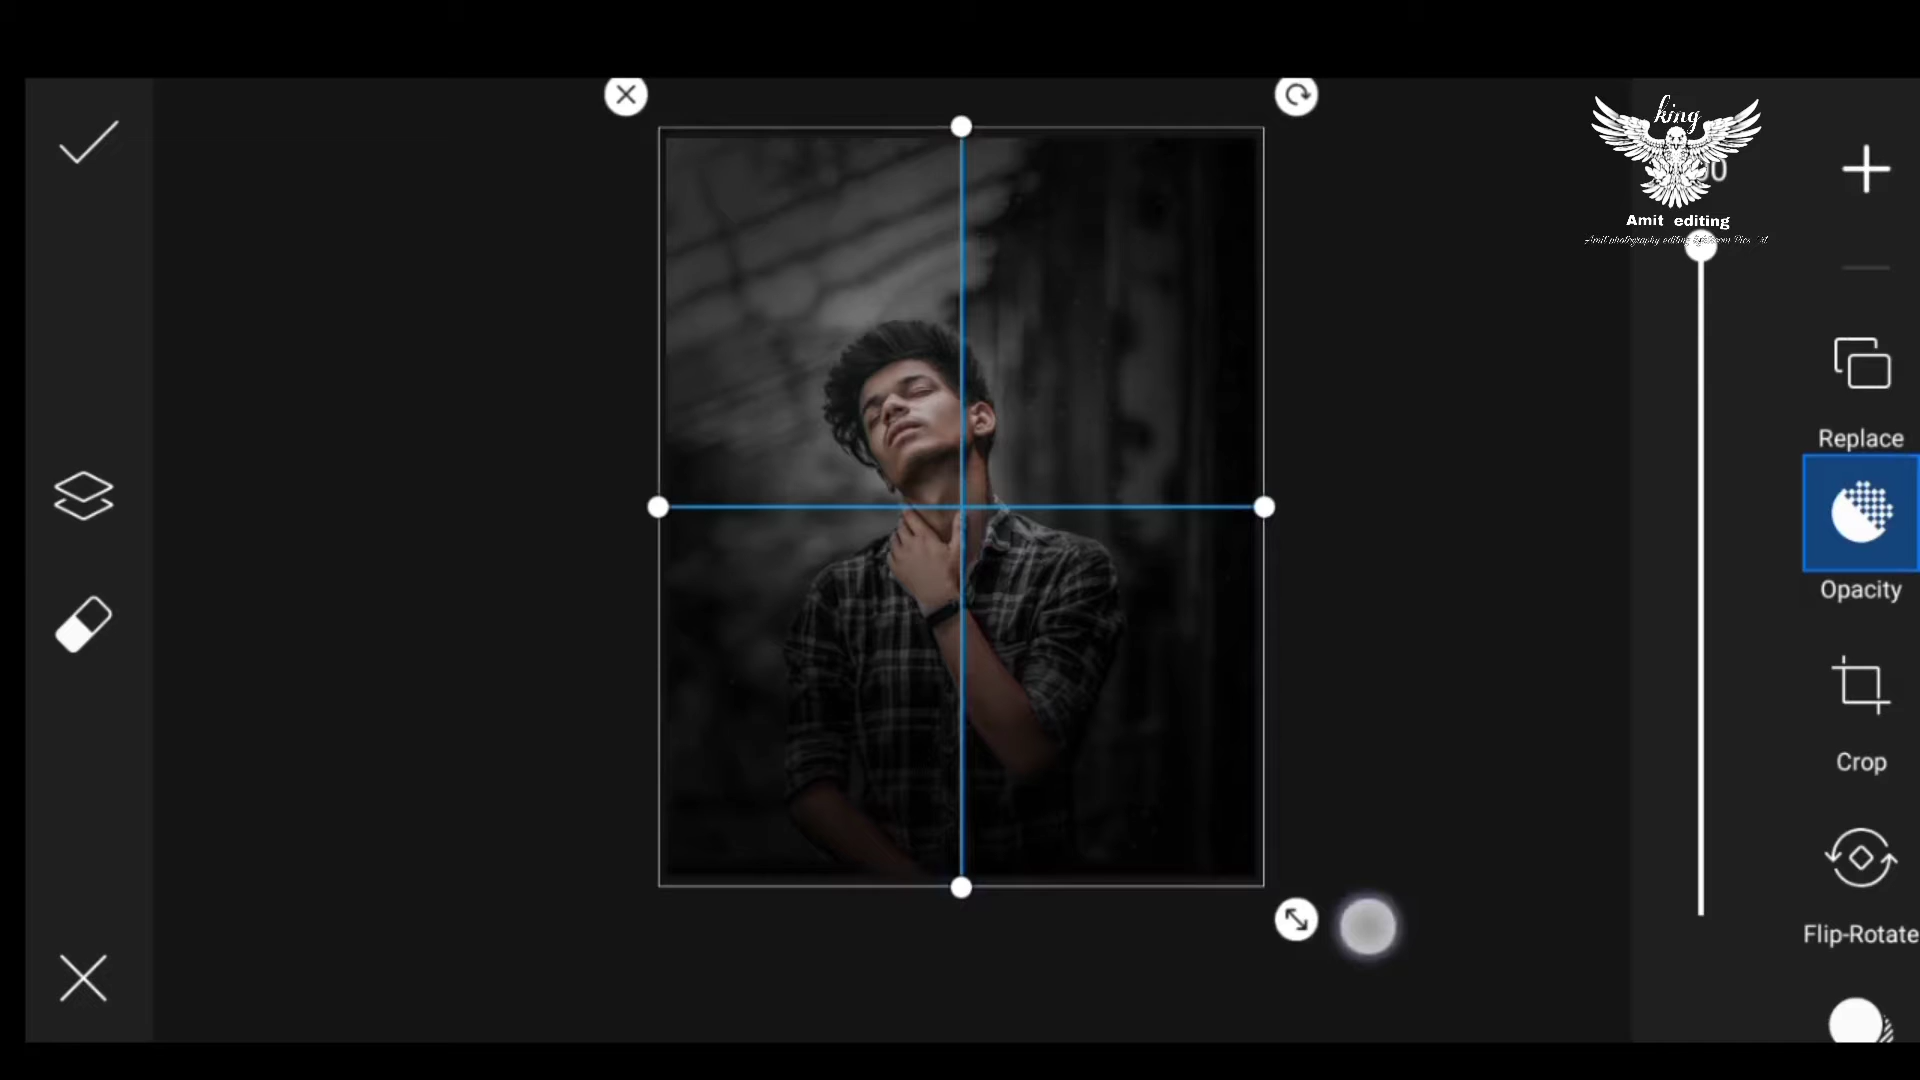 king
Amit editing
Replace
Opacity
Crop
Flip-Rotate